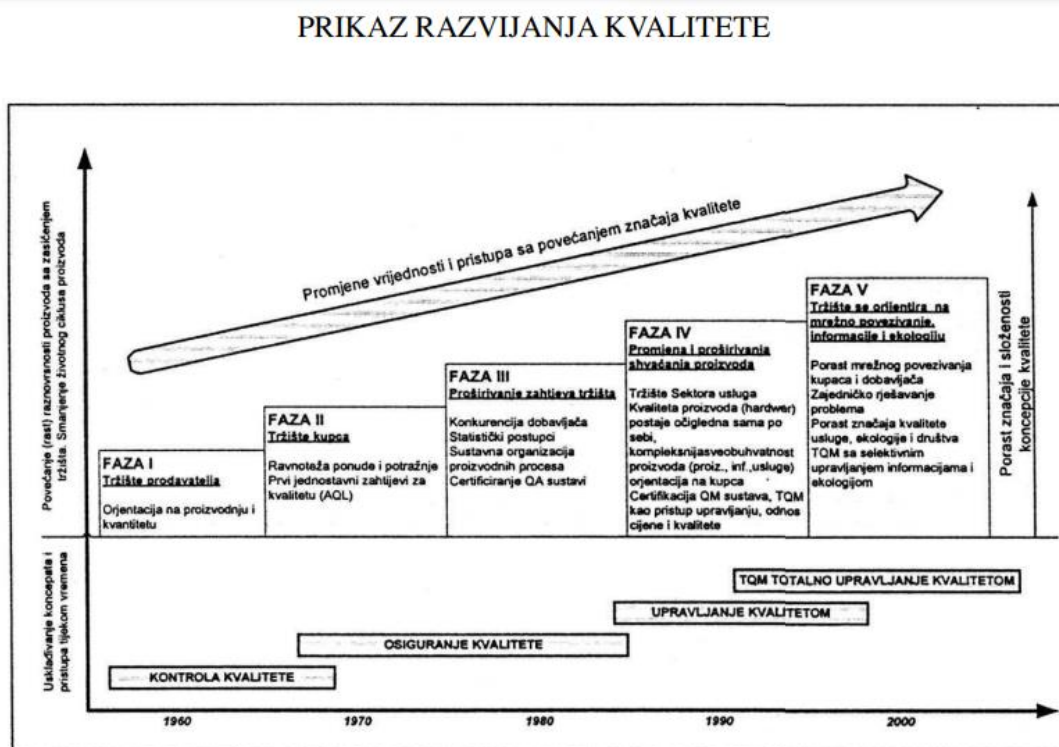 PRIKAZ RAZVIJANJA KVALITETE
Povećanje (rast) raznovrsnosti proizvoda sa zasićenjem
tržišta. Smanjenje životnog ciklusa proizvoda
Promjene vrijednosti i pristupa sa povećanjem značaja kvalitete
FAZA I
Tržište prodavatelja
Orjentacija na proizvodnju i
kvantitetu
FAZA II
Tržište kupca
Ravnoteža ponude i potražnje
Prvi jednostavni zahtijevi za
kvalitetu (AQL)
FAZA III
Proširivanje zahtjeva tržišta
Konkurencija dobavljača
Statistički postupci
Sustavna organizacija
proizvodnih procesa
Certificiranje QA sustavi
FAZA IV
Promjena i proširivanja
shvaćanja proizvoda
Tržište Sektora usluga
Kvaliteta proizvoda (hardwer)
postaje očigledna sama po
sebi,
kompleksnijasveobuhvatnost
proizvoda (proiz., inf.,usluge)
orjentacija na kupca
Certifikacija QM sustava, TQM
kao pristup upravljanju, odnos
cijene i kvalitete
FAZA V
Tržište se orijentira na
mrežno povezivanje,
informacije i ekologiju
Porast mrežnog povezivanja
kupaca i dobavljača
Zajedničko rješavanje
problema
Porast značaja kvalitete
usluge, ekologije i društva
TQM sa selektivnim
upravljanjem informacijama i
ekologijom
Porast značaja i složenosti
koncepcije kvalitete
Usklađivanje koncepata i
pristupa tijekom vremena
TQM TOTALNO UPRAVLJANJE KVALITETOM
UPRAVLJANJE KVALITETOM
OSIGURANJE KVALITETE
KONTROLA KVALITETE
1960 1970 1980 1990 2000